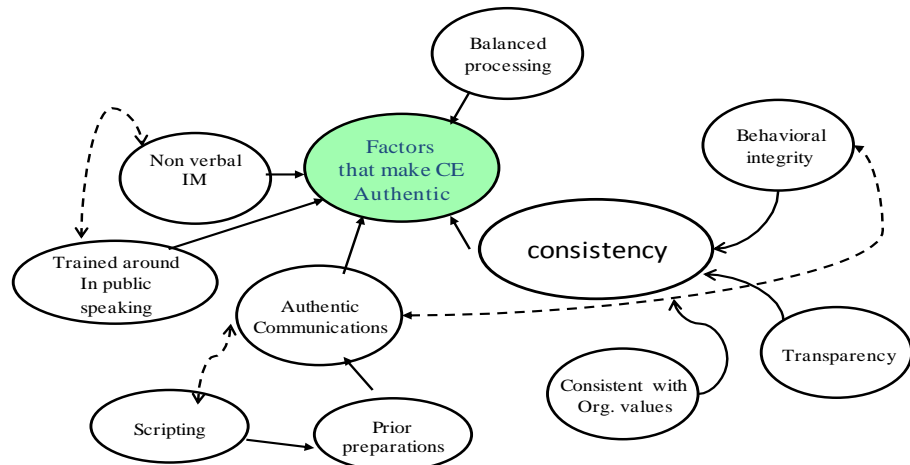 Balanced
processing
Factors
that make CE
Authentic
Behavioral
integrity
Non verbal
IM
consistency
Trained around
In public
speaking
Authentic
Communications
Transparency
Consistent with
Org. values
Scripting
Prior
preparations